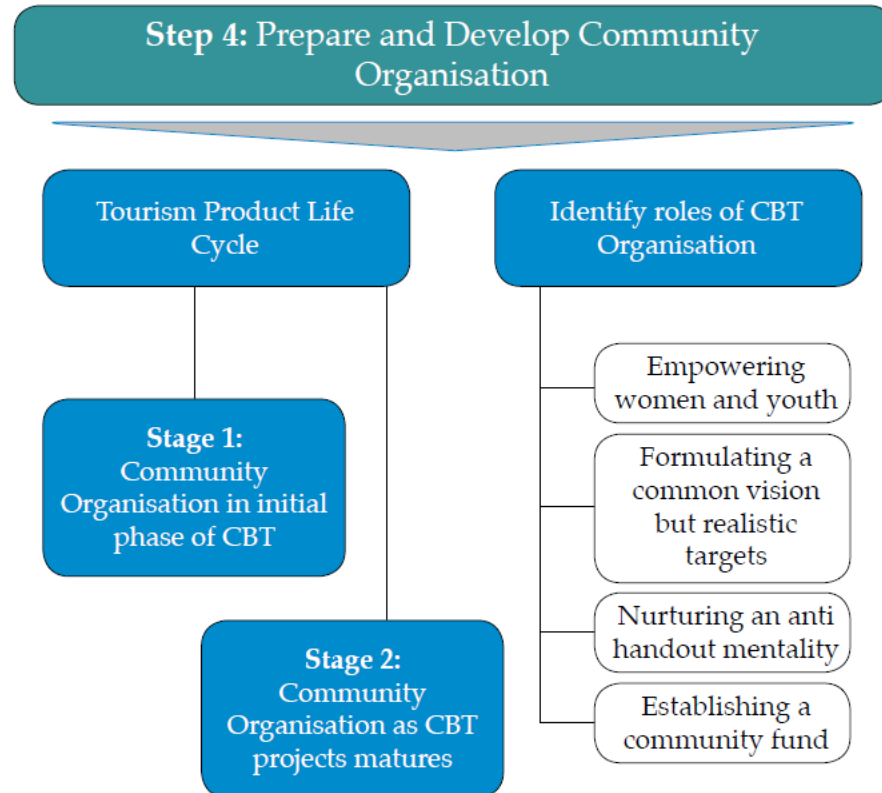 Step 4: Prepare and Develop Community
Organisation
Tourism Product Life
Cycle
Identify roles of CBT
Organisation
Stage 1:
Community
Organisation in initial
phase of CBT
Stage 2:
Community
Organisation as CBT
projects matures
Empowering
women and youth
Formulating a
common vision
but realistic
targets
Nurturing an anti
handout mentality
Establishing a
community fund